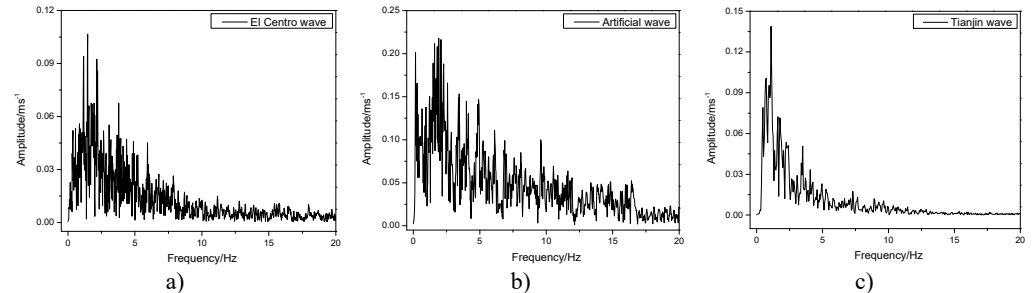 El Centro wave
0.12
0.09
0.06
0.03
0.00
Amplitude/ms⁻¹
0 5 10 15 20
Frequency/Hz
a)
Artificial wave
0.25
0.20
0.15
0.10
0.05
0.00
Amplitude/ms⁻¹
0 5 10 15 20
Frequency/Hz
b)
Tianjin wave
0.15
0.12
0.09
0.06
0.03
0.00
Amplitude/ms⁻¹
0 5 10 15 20
Frequency/Hz
c)